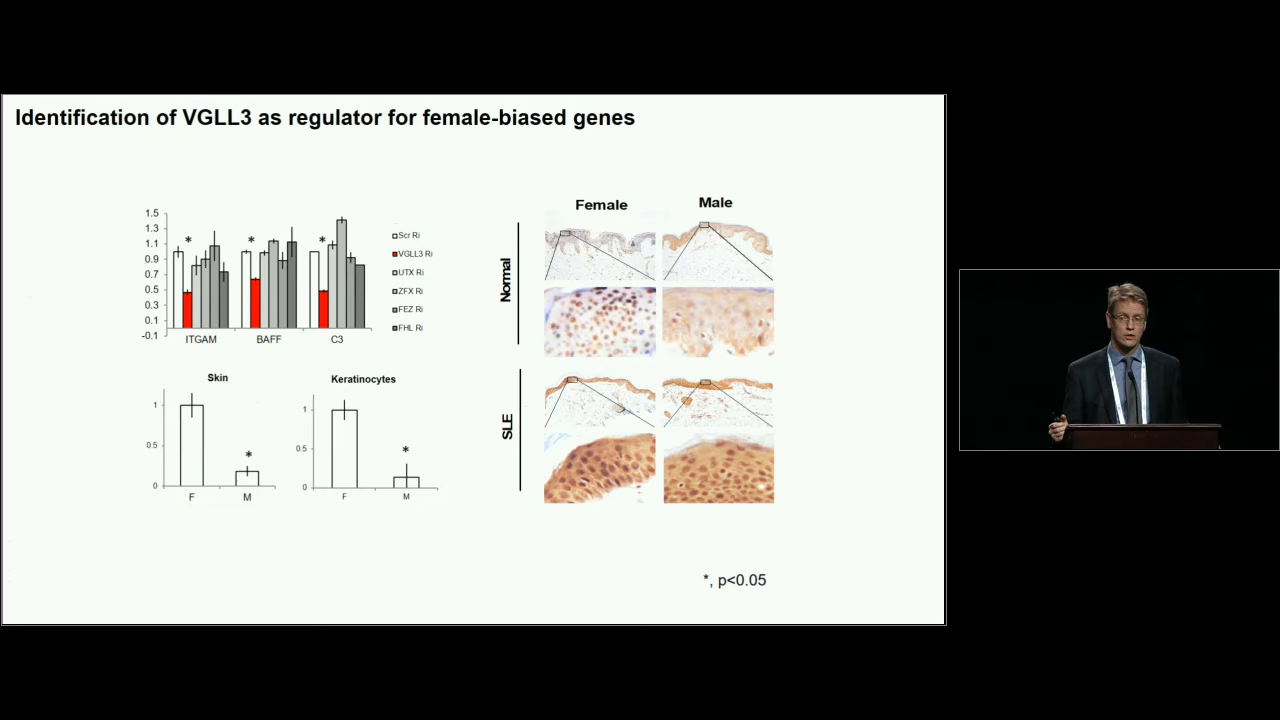 Identification of VGLL3 as regulator for female-biased genes
1.5
1.3
1.1
0.9
0.7
0.5
0.3
0.1
-0.1
*
*
*
ITGAM
BAFF
C3
Scr Ri
VGLL3 Ri
UTX Ri
ZFX Ri
FEZ Ri
FHL Ri
Skin
1
0.5
0
*
F
M
Keratinocytes
1
0.5
0
*
F
M
Female
Male
Normal
SLE
*, p<0.05